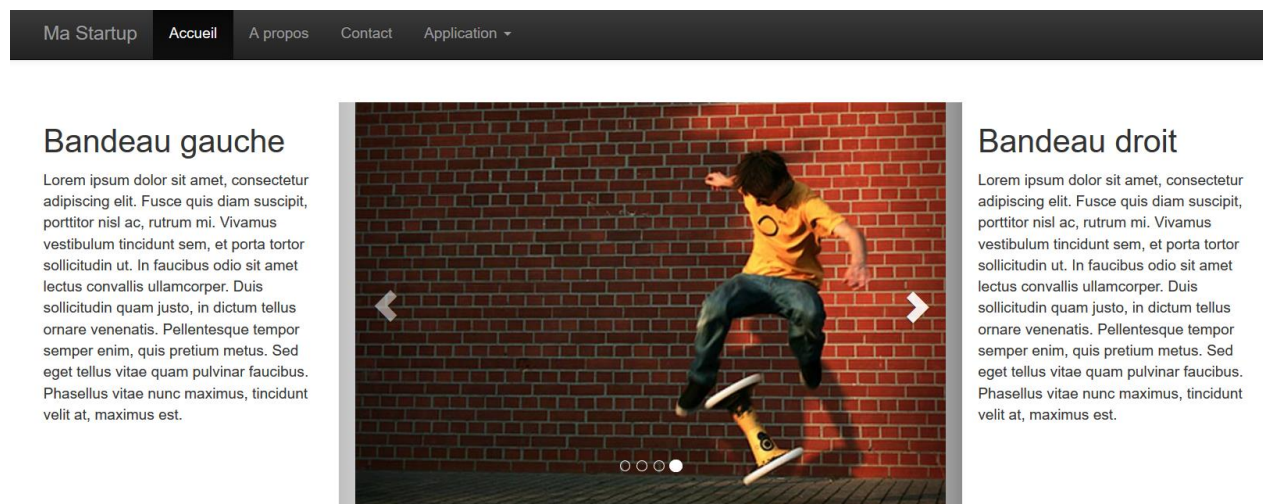 Ma Startup Accueil A propos Contact Application
Bandeau gauche
Lorem ipsum dolor sit amet, consectetur
adipiscing elit. Fusce quis diam suscipit,
porttitor nisl ac, rutrum mi. Vivamus
vestibulum tincidunt sem, et porta tortor
sollicitudin ut. In faucibus odio sit amet
lectus convallis ullamcorper. Duis
sollicitudin quam justo, in dictum tellus
ornare venenatis. Pellentesque tempor
semper enim, quis pretium metus. Sed
eget tellus vitae quam pulvinar faucibus.
Phasellus vitae nunc maximus, tincidunt
velit at, maximus est.
Bandeau droit
Lorem ipsum dolor sit amet, consectetur
adipiscing elit. Fusce quis diam suscipit,
porttitor nisl ac, rutrum mi. Vivamus
vestibulum tincidunt sem, et porta tortor
sollicitudin ut. In faucibus odio sit amet
lectus convallis ullamcorper. Duis
sollicitudin quam justo, in dictum tellus
ornare venenatis. Pellentesque tempor
semper enim, quis pretium metus. Sed
eget tellus vitae quam pulvinar faucibus.
Phasellus vitae nunc maximus, tincidunt
velit at, maximus est.